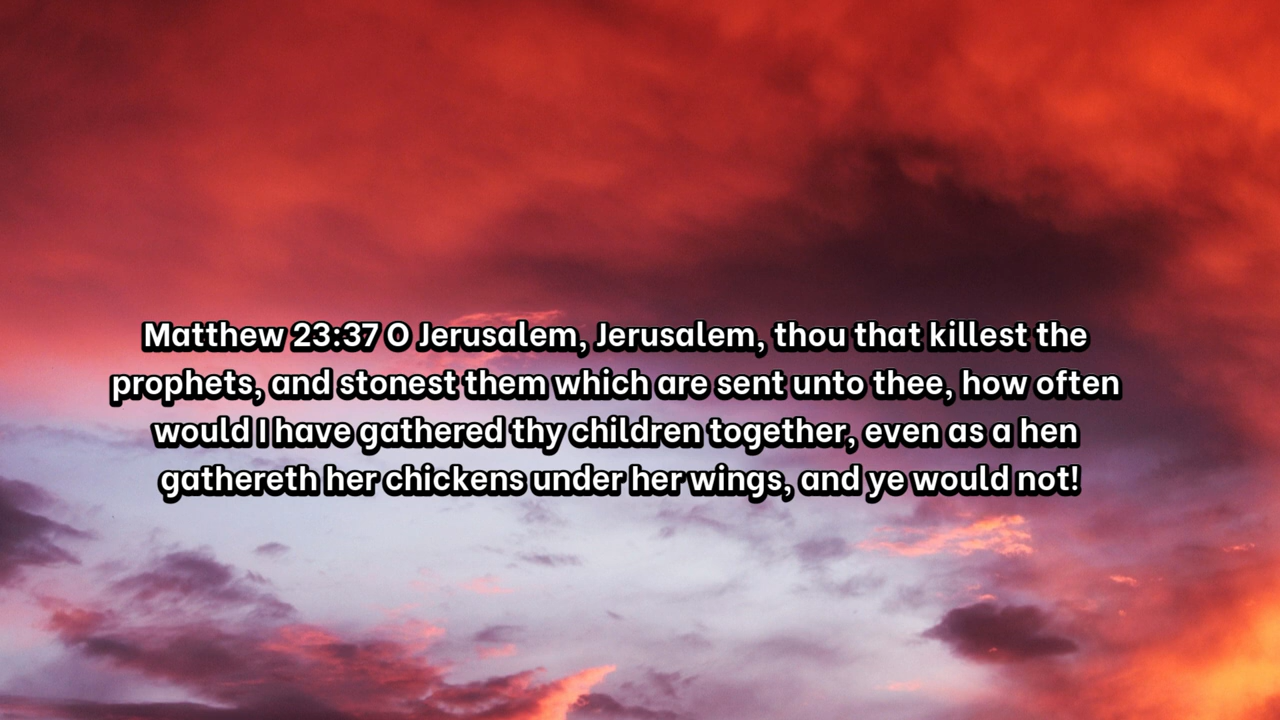 Matthew 23:37 O Jerusalem, Jerusalem, thou that killest the
prophets, and stonest them which are sent unto thee, how often
would I have gathered thy children together, even as a hen
gathereth her chickens under her wings, and ye would not!